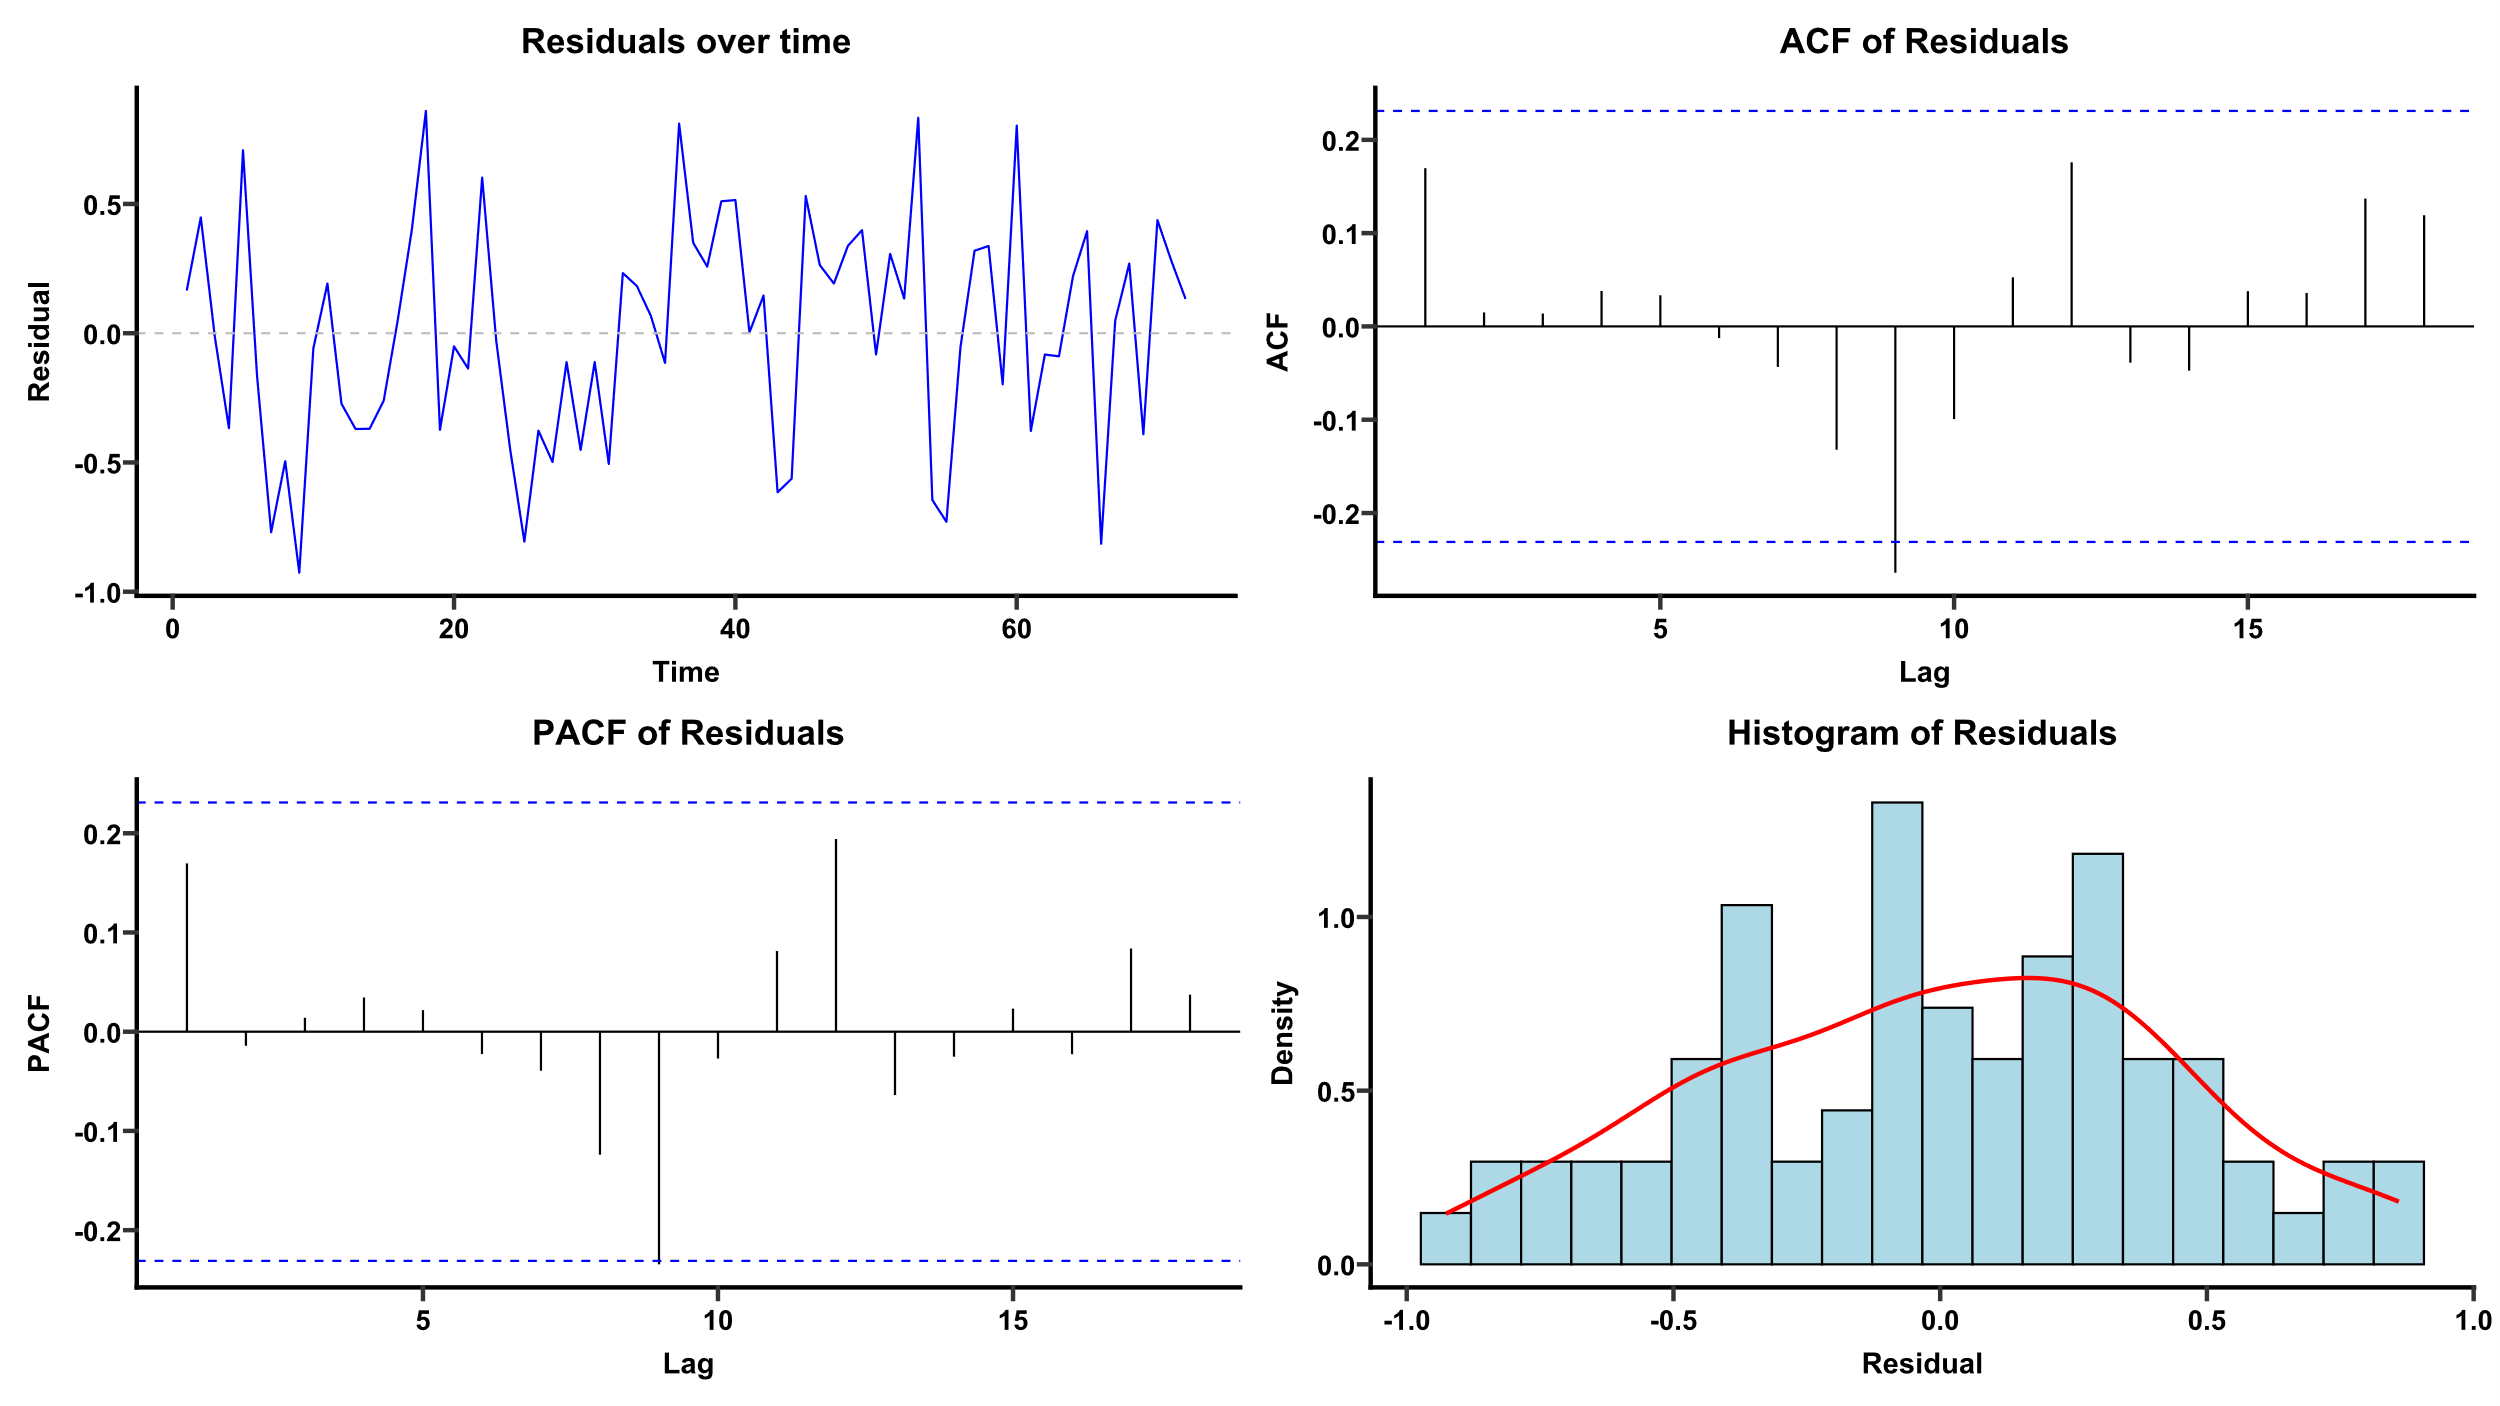 Residuals over time
Residual
0.5
0.0
-0.5
-1.0
0 20 40 60
Time
ACF of Residuals
ACF
0.2
0.1
0.0
-0.1
-0.2
5 10 15
Lag
PACF of Residuals
PACF
0.2
0.1
0.0
-0.1
-0.2
5 10 15
Lag
Histogram of Residuals
Density
1.0
0.5
0.0
-1.0 -0.5 0.0 0.5 1.0
Residual